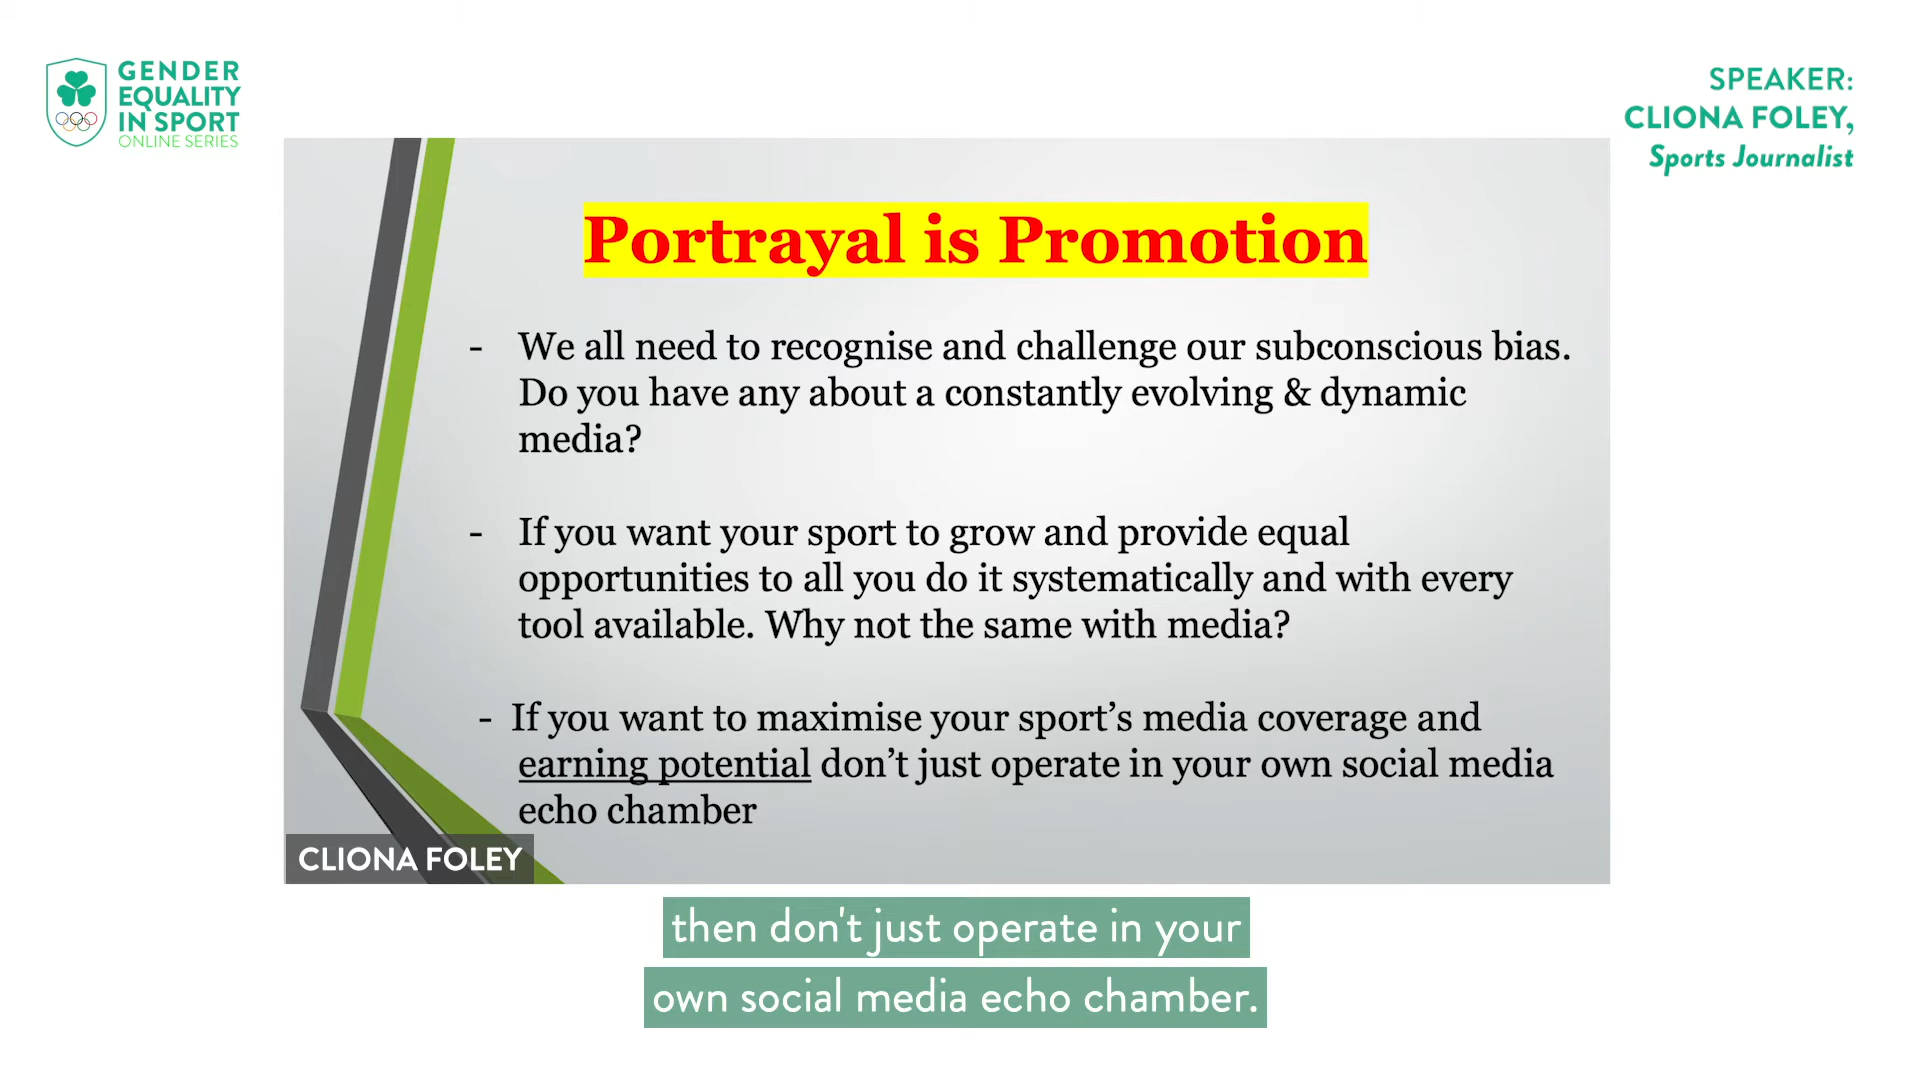 GENDER
EQUALITY
IN SPORT
ONLINE SERIES
SPEAKER:
CLIONA FOLEY,
Sports Journalist
Portrayal is Promotion
- We all need to recognise and challenge our subconscious bias.
Do you have any about a constantly evolving & dynamic
media?
- If you want your sport to grow and provide equal
opportunities to all you do it systematically and with every
tool available. Why not the same with media?
- If you want to maximise your sport’s media coverage and
earning potential don’t just operate in your own social media
echo chamber
CLIONA FOLEY
then don't just operate in your
own social media echo chamber.